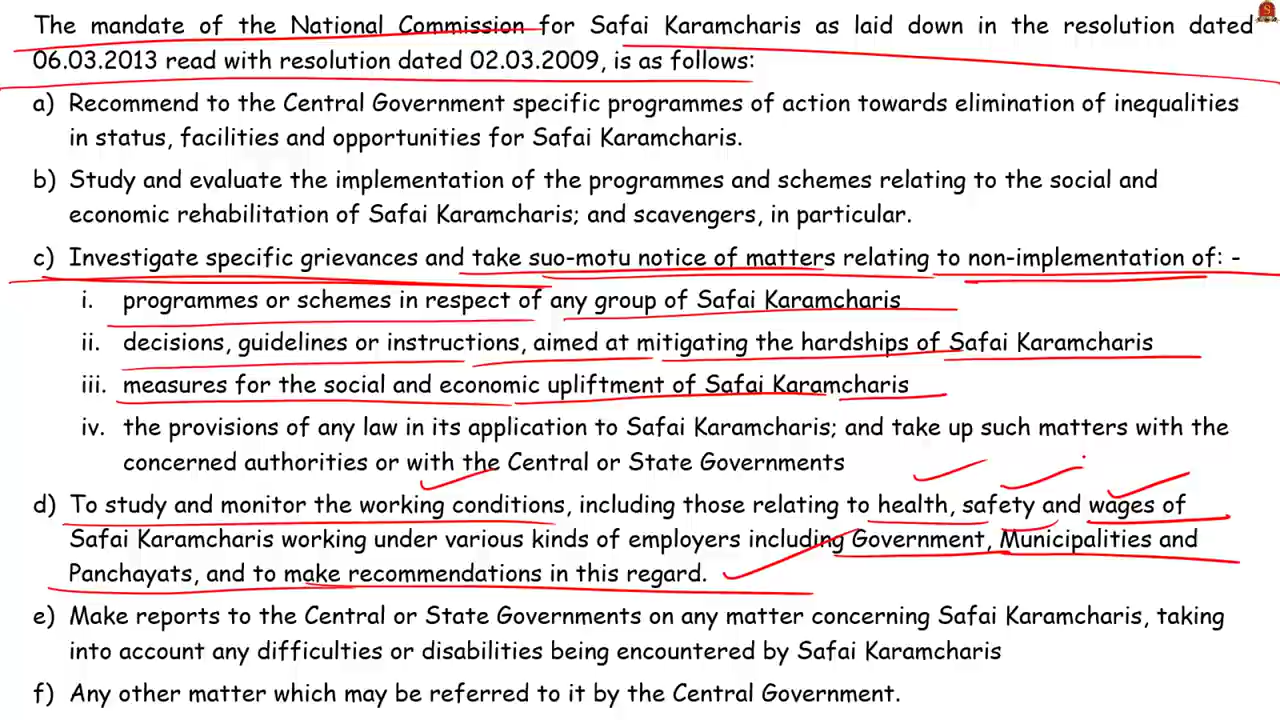 The mandate of the National Commission for Safai Karamcharis as laid down in the resolution dated
06.03.2013 read with resolution dated 02.03.2009, is as follows:
a) Recommend to the Central Government specific programmes of action towards elimination of inequalities
in status, facilities and opportunities for Safai Karamcharis.
b) Study and evaluate the implementation of the programmes and schemes relating to the social and
economic rehabilitation of Safai Karamcharis; and scavengers, in particular.
c) Investigate specific grievances and take suo-motu notice of matters relating to non-implementation of: -
i. programmes or schemes in respect of any group of Safai Karamcharis
ii. decisions, guidelines or instructions, aimed at mitigating the hardships of Safai Karamcharis
iii. measures for the social and economic upliftment of Safai Karamcharis
iv. the provisions of any law in its application to Safai Karamcharis; and take up such matters with the
concerned authorities or with the Central or State Governments
d) To study and monitor the working conditions, including those relating to health, safety and wages of
Safai Karamcharis working under various kinds of employers including Government, Municipalities and
Panchayats, and to make recommendations in this regard.
e) Make reports to the Central or State Governments on any matter concerning Safai Karamcharis, taking
into account any difficulties or disabilities being encountered by Safai Karamcharis
f) Any other matter which may be referred to it by the Central Government.